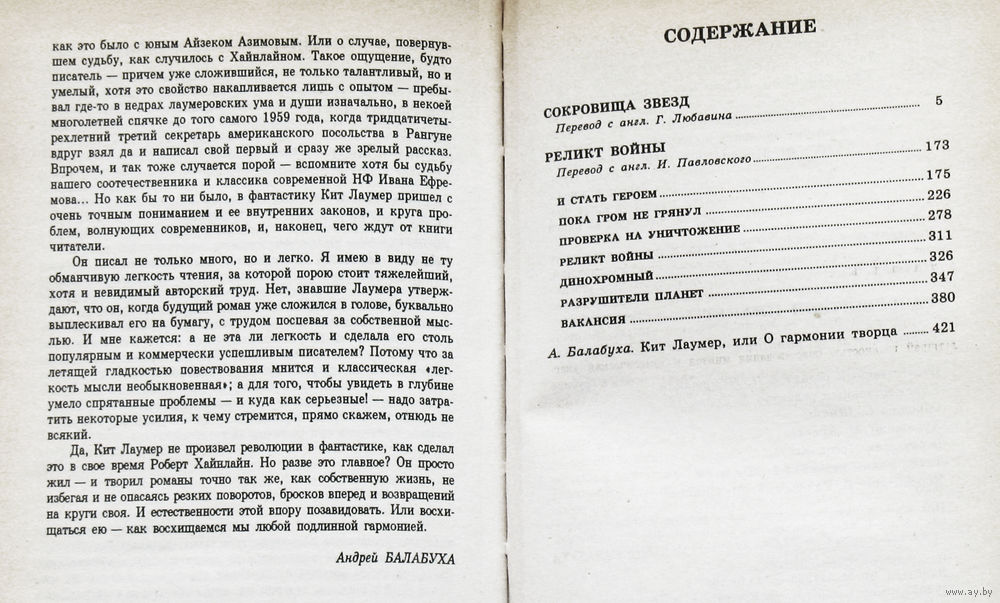 как это было с юным Айзеком Азимовым. Или о случае, повернув-
шем судьбу, как случилось с Хайнлайном. Такое ощущение, будто
писатель — причем уже сложившийся, не только талантливый, но и
умелый, хотя это свойство накапливается лишь с опытом — пребы-
вал где-то в недрах лаумеровских ума и души изначально, в некоей
многолетней спячке до того самого 1959 года, когда тридцатичеты-
рехлетний третий секретарь американского посольства в Рангуне
вдруг взял да и написал свой первый и сразу же зрелый рассказ.
Впрочем, и так тоже случается порой — вспомните хотя бы судьбу
нашего соотечественника и классика современной НФ Ивана Ефре-
мова... Но как бы то ни было, в фантастику Кит Лаумер пришел с
очень точным пониманием и ее внутренних законов, и круга про-
блем, волнующих современников, и, наконец, чего ждут от книги
читатели.
Он писал не только много, но и легко. Я имею в виду не ту
обманчивую легкость чтения, за которой порою стоит тяжелейший,
хотя и невидимый авторский труд. Нет, знавшие Лаумера утверж-
дают, что он, когда будущий роман уже сложился в голове, буквально
выплескивал его на бумагу, с трудом поспевая за собственной мыс-
лью. И мне кажется: а не эта ли легкость и сделала его столь
популярным и коммерчески успешливым писателем? Потому что за
летящей гладкостью повествования мнится и классическая «лег-
кость мысли необыкновенная»; а для того, чтобы увидеть в глубине
умело спрятанные проблемы — и куда как серьезные! — надо затра-
тить некоторые усилия, к чему стремится, прямо скажем, отнюдь не
всякий.
Да, Кит Лаумер не произвел революции в фантастике, как сделал
это в свое время Роберт Хайнлайн. Но разве это главное? Он просто
жил — и творил романы точно так же, как собственную жизнь, не
избегая и не опасаясь резких поворотов, бросков вперед и возвращений
на круги своя. И естественности этой впору позавидовать. Или восхи-
щаться ею — как восхищаемся мы любой подлинной гармонией.
Андрей БАЛАБУХА
СОДЕРЖАНИЕ
СОКРОВИЩА ЗВЕЗД
Перевод с англ. Г. Любавина ........ 5
РЕЛИКТ ВОЙНЫ
Перевод с англ. И. Павловского ........ 173
И СТАТЬ ГЕРОЕМ ........ 175
ПОКА ГРОМ НЕ ГРЯНУЛ ........ 226
ПРОВЕРКА НА УНИЧТОЖЕНИЕ ........ 278
РЕЛИКТ ВОЙНЫ ........ 311
ДИНОХРОМНЫЙ ........ 326
РАЗРУШИТЕЛИ ПЛАНЕТ ........ 347
ВАКАНСИЯ ........ 380
А. Балабуха. Кит Лаумер, или О гармонии творца ........ 421
www.ay.by